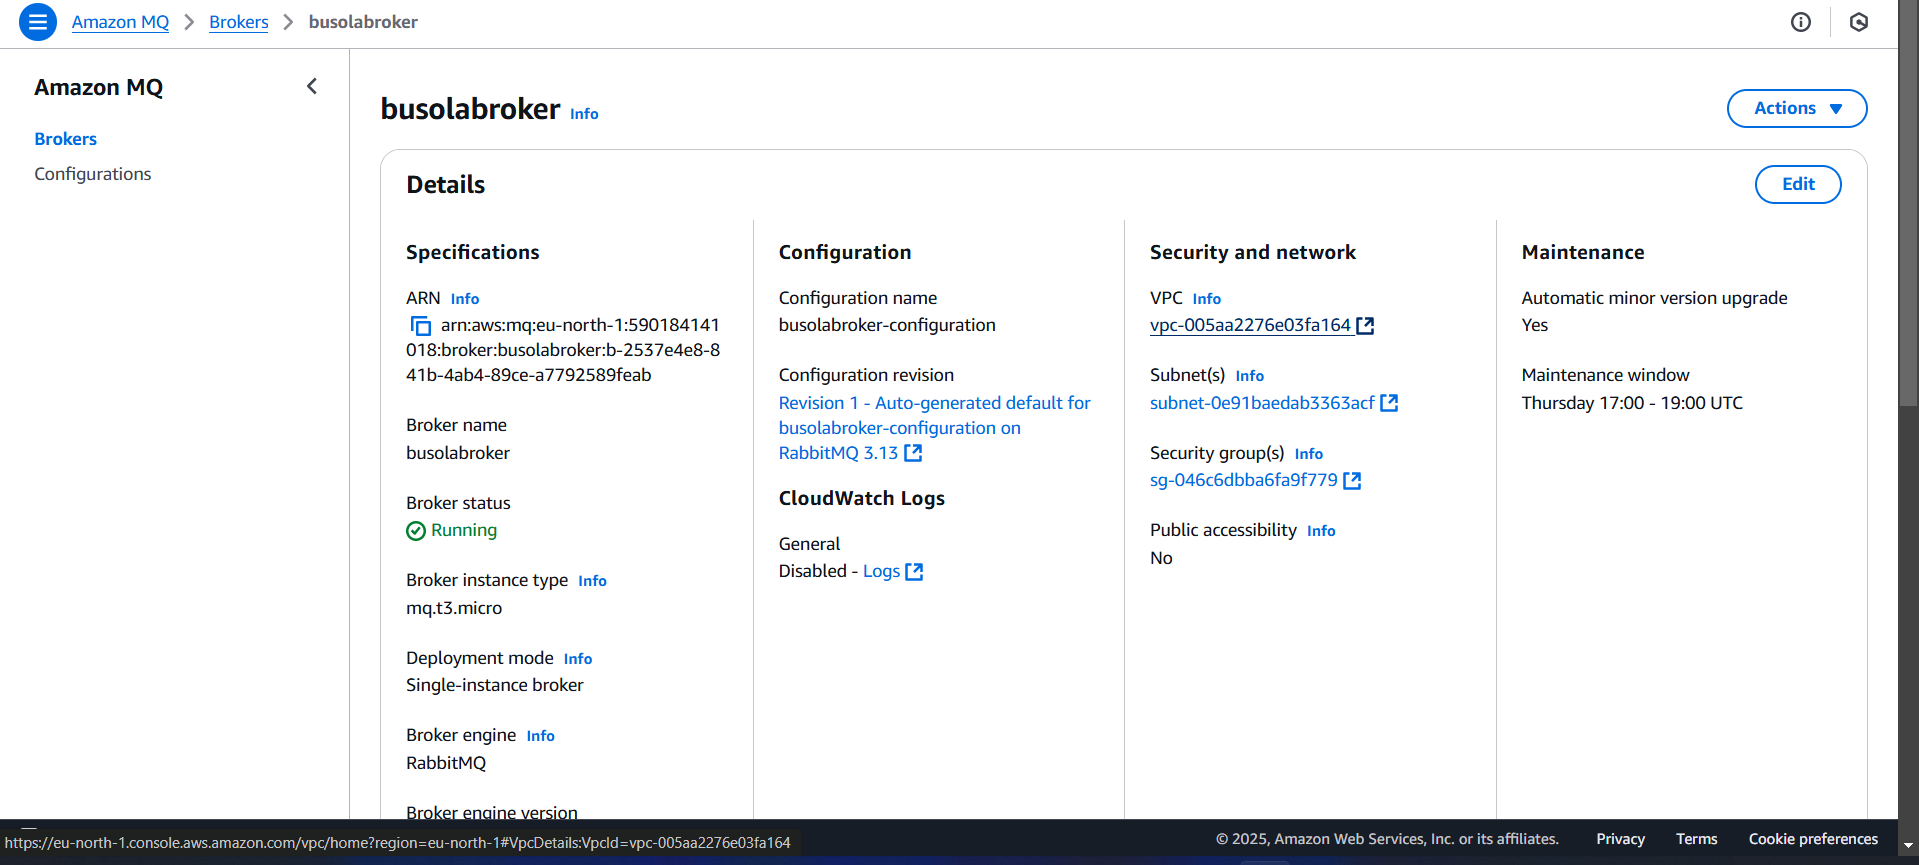 Amazon MQ > Brokers > busolabroker
Amazon MQ
Brokers
Configurations
busolabroker Info
Actions
Details
Edit
Specifications
ARN Info
arn:aws:mq:eu-north-1:590184141
018:broker:busolabroker:b-2537e4e8-8
41b-4ab4-89ce-a7792589feab
Broker name
busolabroker
Broker status
Running
Broker instance type Info
mq.t3.micro
Deployment mode Info
Single-instance broker
Broker engine Info
RabbitMQ
Broker engine version
Configuration
Configuration name
busolabroker-configuration
Configuration revision
Revision 1 - Auto-generated default for
busolabroker-configuration on
RabbitMQ 3.13
CloudWatch Logs
General
Disabled - Logs
Security and network
VPC Info
vpc-005aa2276e03fa164
Subnet(s) Info
subnet-0e91baedab3363acf
Security group(s) Info
sg-046c6dbba6fa9f779
Public accessibility Info
No
Maintenance
Automatic minor version upgrade
Yes
Maintenance window
Thursday 17:00 - 19:00 UTC
https://eu-north-1.console.aws.amazon.com/vpc/home?region=eu-north-1#VpcDetails:VpcId=vpc-005aa2276e03fa164
© 2025, Amazon Web Services, Inc. or its affiliates. Privacy Terms Cookie preferences